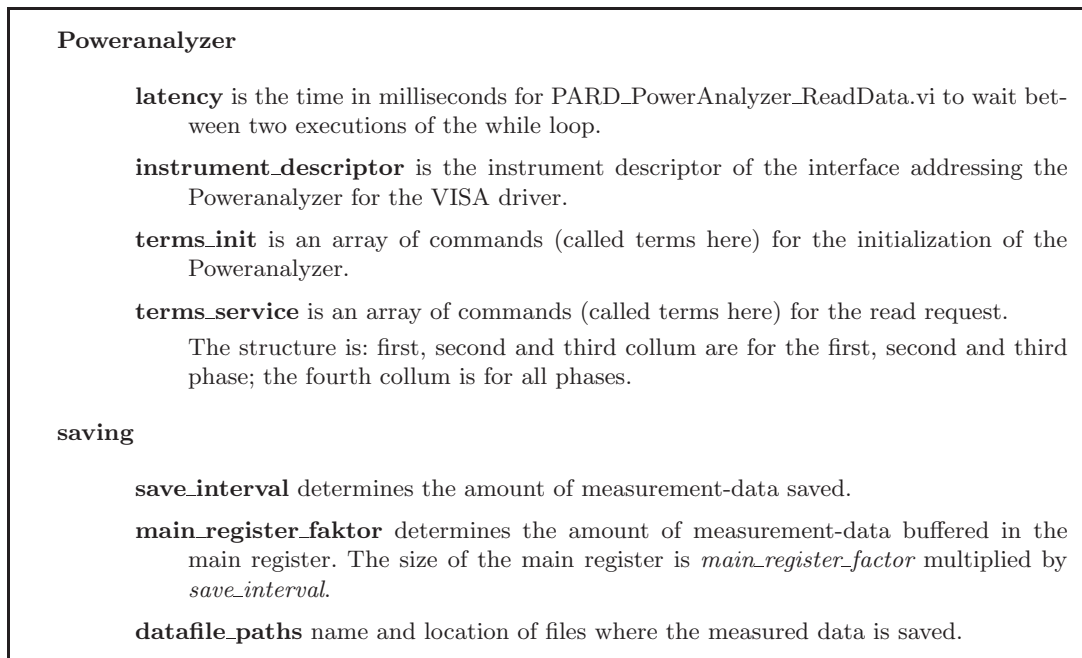 Poweranalyzer
latency is the time in milliseconds for PARD_PowerAnalyzer_ReadData.vi to wait bet-
ween two executions of the while loop.
instrument_descriptor is the instrument descriptor of the interface addressing the
Poweranalyzer for the VISA driver.
terms_init is an array of commands (called terms here) for the initialization of the
Poweranalyzer.
terms_service is an array of commands (called terms here) for the read request.
The structure is: first, second and third collum are for the first, second and third
phase; the fourth collum is for all phases.
saving
save_interval determines the amount of measurement-data saved.
main_register_faktor determines the amount of measurement-data buffered in the
main register. The size of the main register is main_register_factor multiplied by
save_interval.
datafile_paths name and location of files where the measured data is saved.